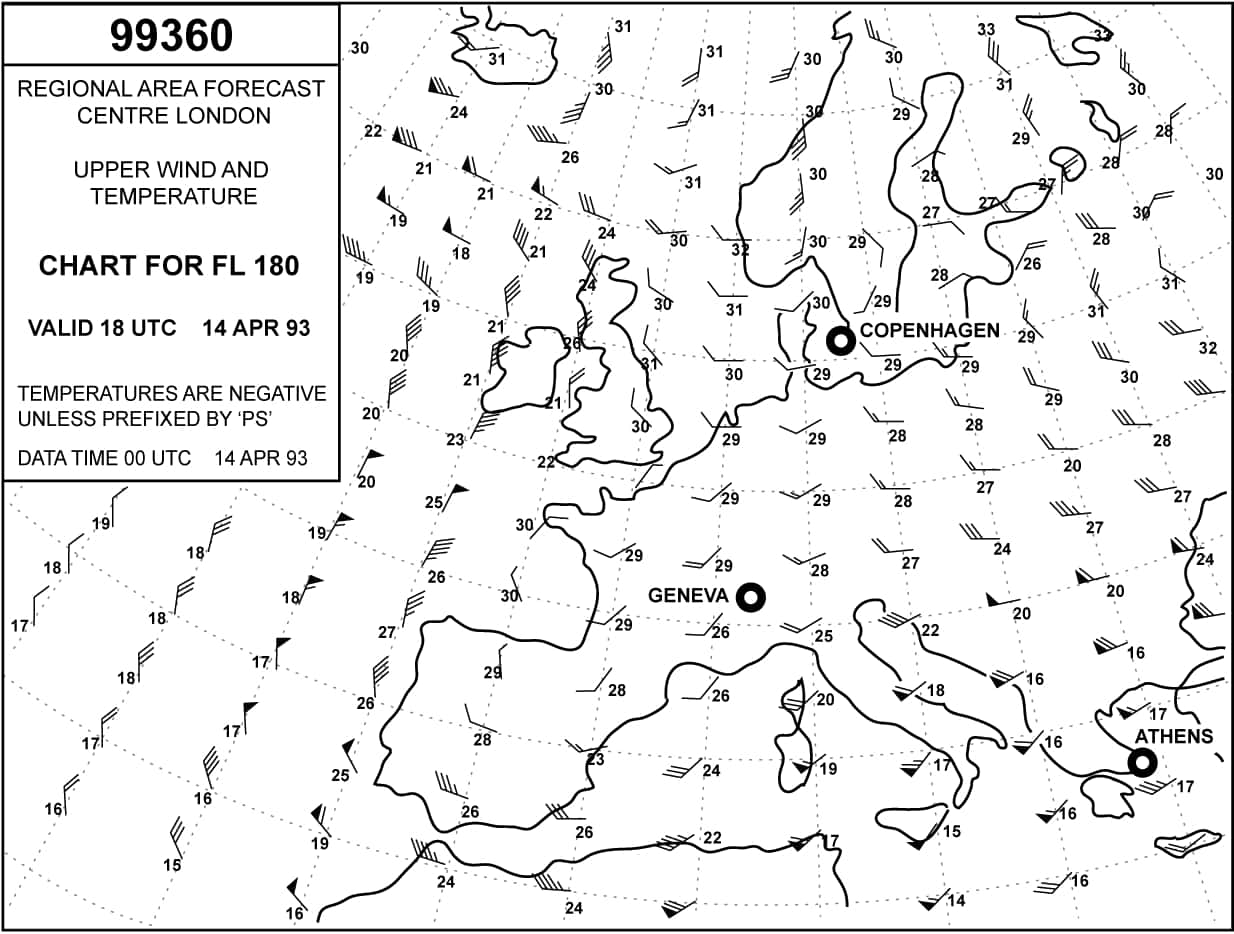 99360
REGIONAL AREA FORECAST
CENTRE LONDON
UPPER WIND AND
TEMPERATURE
CHART FOR FL 180
VALID 18 UTC 14 APR 93
TEMPERATURES ARE NEGATIVE
UNLESS PREFIXED BY ‘PS’
DATA TIME 00 UTC 14 APR 93
31 33 33
30 31 31 30 30
30 31 30
24 31 30 29
22 26 29 28
21 28
21 31 30 28 27 30
19 22 27 30
24 27
18 21 30 32 30 29 28
19 24 28 26
19 30 31 30 29 31
21 31
COPENHAGEN
20 26 29 32
21 31 30 29 29 29 30
20 21 29
23 30 29 29 28 28 28
22 20
20 25 29 29 28 27 27
19 19 30 27
18 26 29 29 28 27 24 24
18
18 30 GENEVA 20 20
17 18 27 29 26 25 22
17 16
18 29 28 26 18 16
26 20 17
17 17 28 16 ATHENS
25 23 24 19 17
16 16 26 17
19 26 22 17 15 16
15 24 16
16 24 14